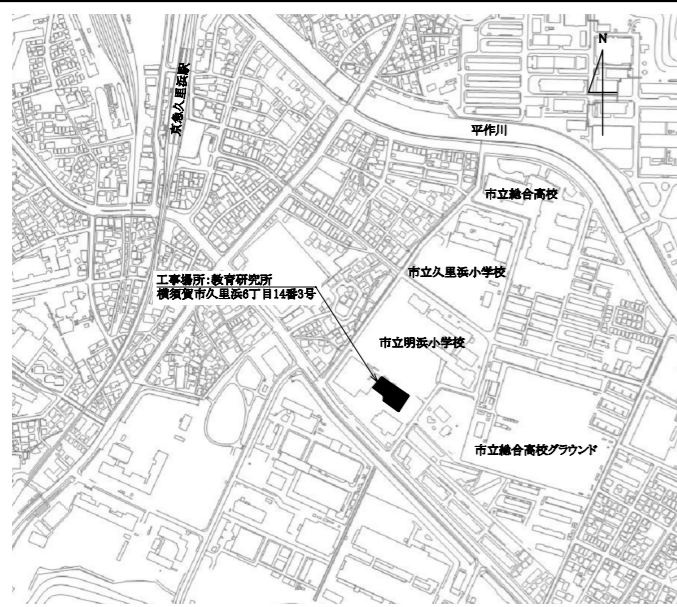 N
京急久里浜駅
平作川
市立総合高校
市立久里浜小学校
工事場所:教育研究所
横須賀市久里浜6丁目14番3号
市立明浜小学校
市立総合高校グラウンド